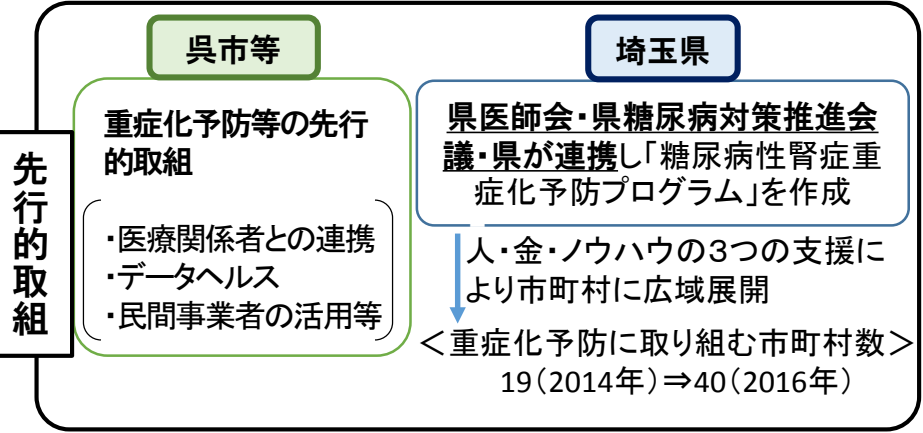 先行的取組
呉市等
重症化予防等の先行
的取組
・医療関係者との連携
・データヘルス
・民間事業者の活用等
埼玉県
県医師会・県糖尿病対策推進会
議・県が連携し「糖尿病性腎症重
症化予防プログラム」を作成
人・金・ノウハウの３つの支援に
より市町村に広域展開
＜重症化予防に取り組む市町村数＞
19（2014年）⇒40（2016年）